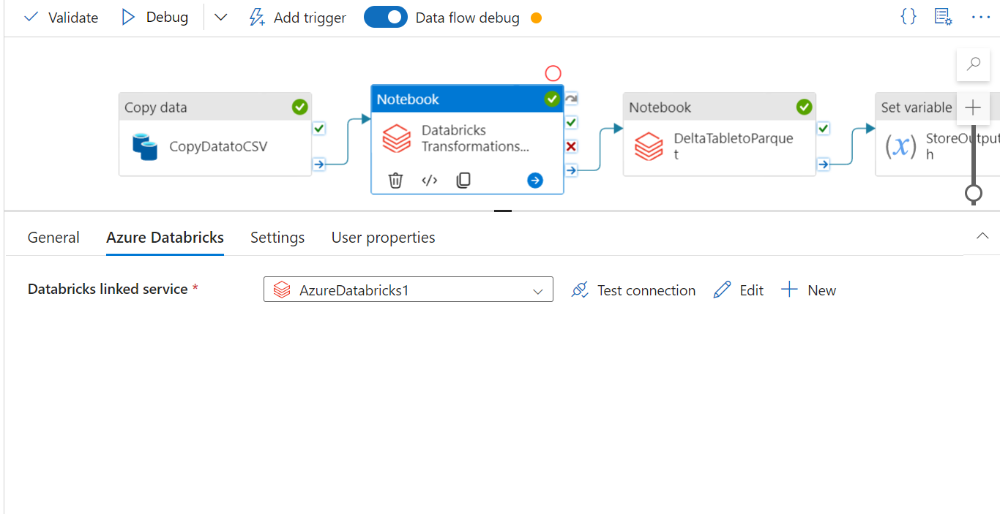 Validate Debug Add trigger Data flow debug {} ...
Copy data
CopyDatatoCSV
Notebook
Databricks
Transformations...
</>
Notebook
DeltaTabletoParque
t
Set variable
(x)
StoreOutput
h
General Azure Databricks Settings User properties
Databricks linked service * AzureDatabricks1 Test connection Edit New